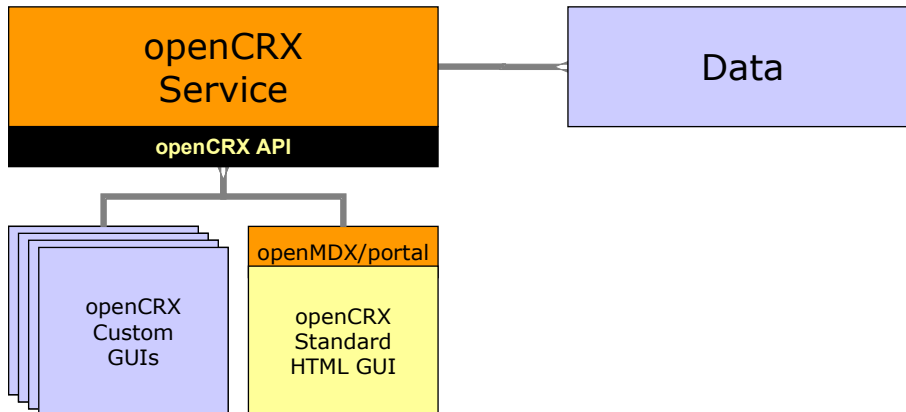 openCRX
Service
Data
openCRX API
openMDX/portal
openCRX
Custom
GUIs
openCRX
Standard
HTML GUI